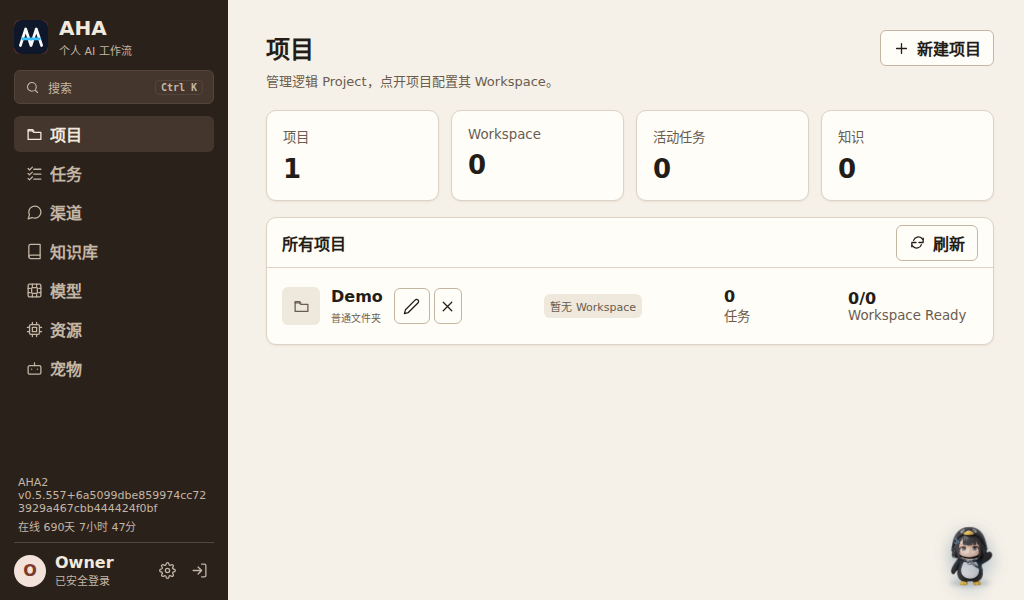 AHA
个人 AI 工作流
搜索
Ctrl K
项目
任务
渠道
知识库
模型
资源
宠物
AHA2
v0.5.557+6a5099dbe859974cc72
3929a467cbb444424f0bf
在线 690天 7小时 47分
O
Owner
已安全登录
项目
管理逻辑 Project，点开项目配置其 Workspace。
新建项目
项目
1
Workspace
0
活动任务
0
知识
0
所有项目
刷新
Demo
普通文件夹
暂无 Workspace
0
任务
0/0
Workspace Ready